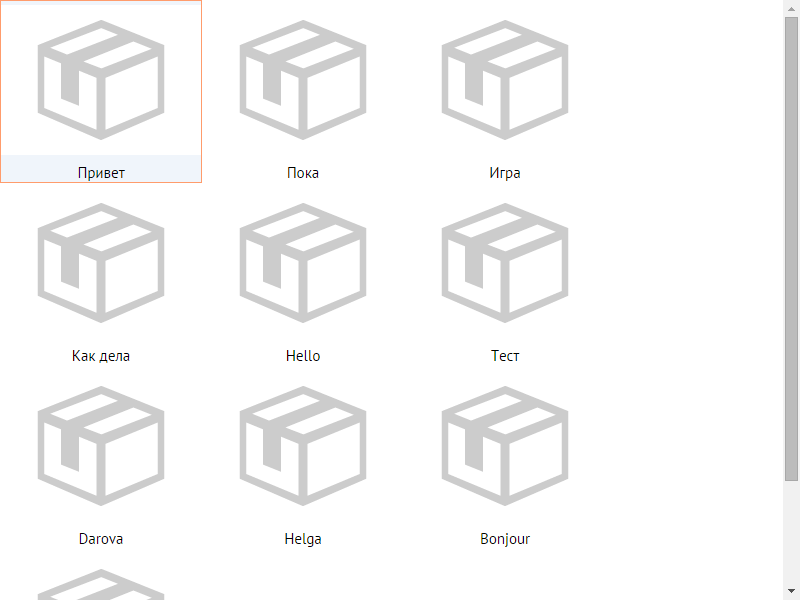 Привет
Пока
Игра
Как дела
Hello
Тест
Darova
Helga
Bonjour